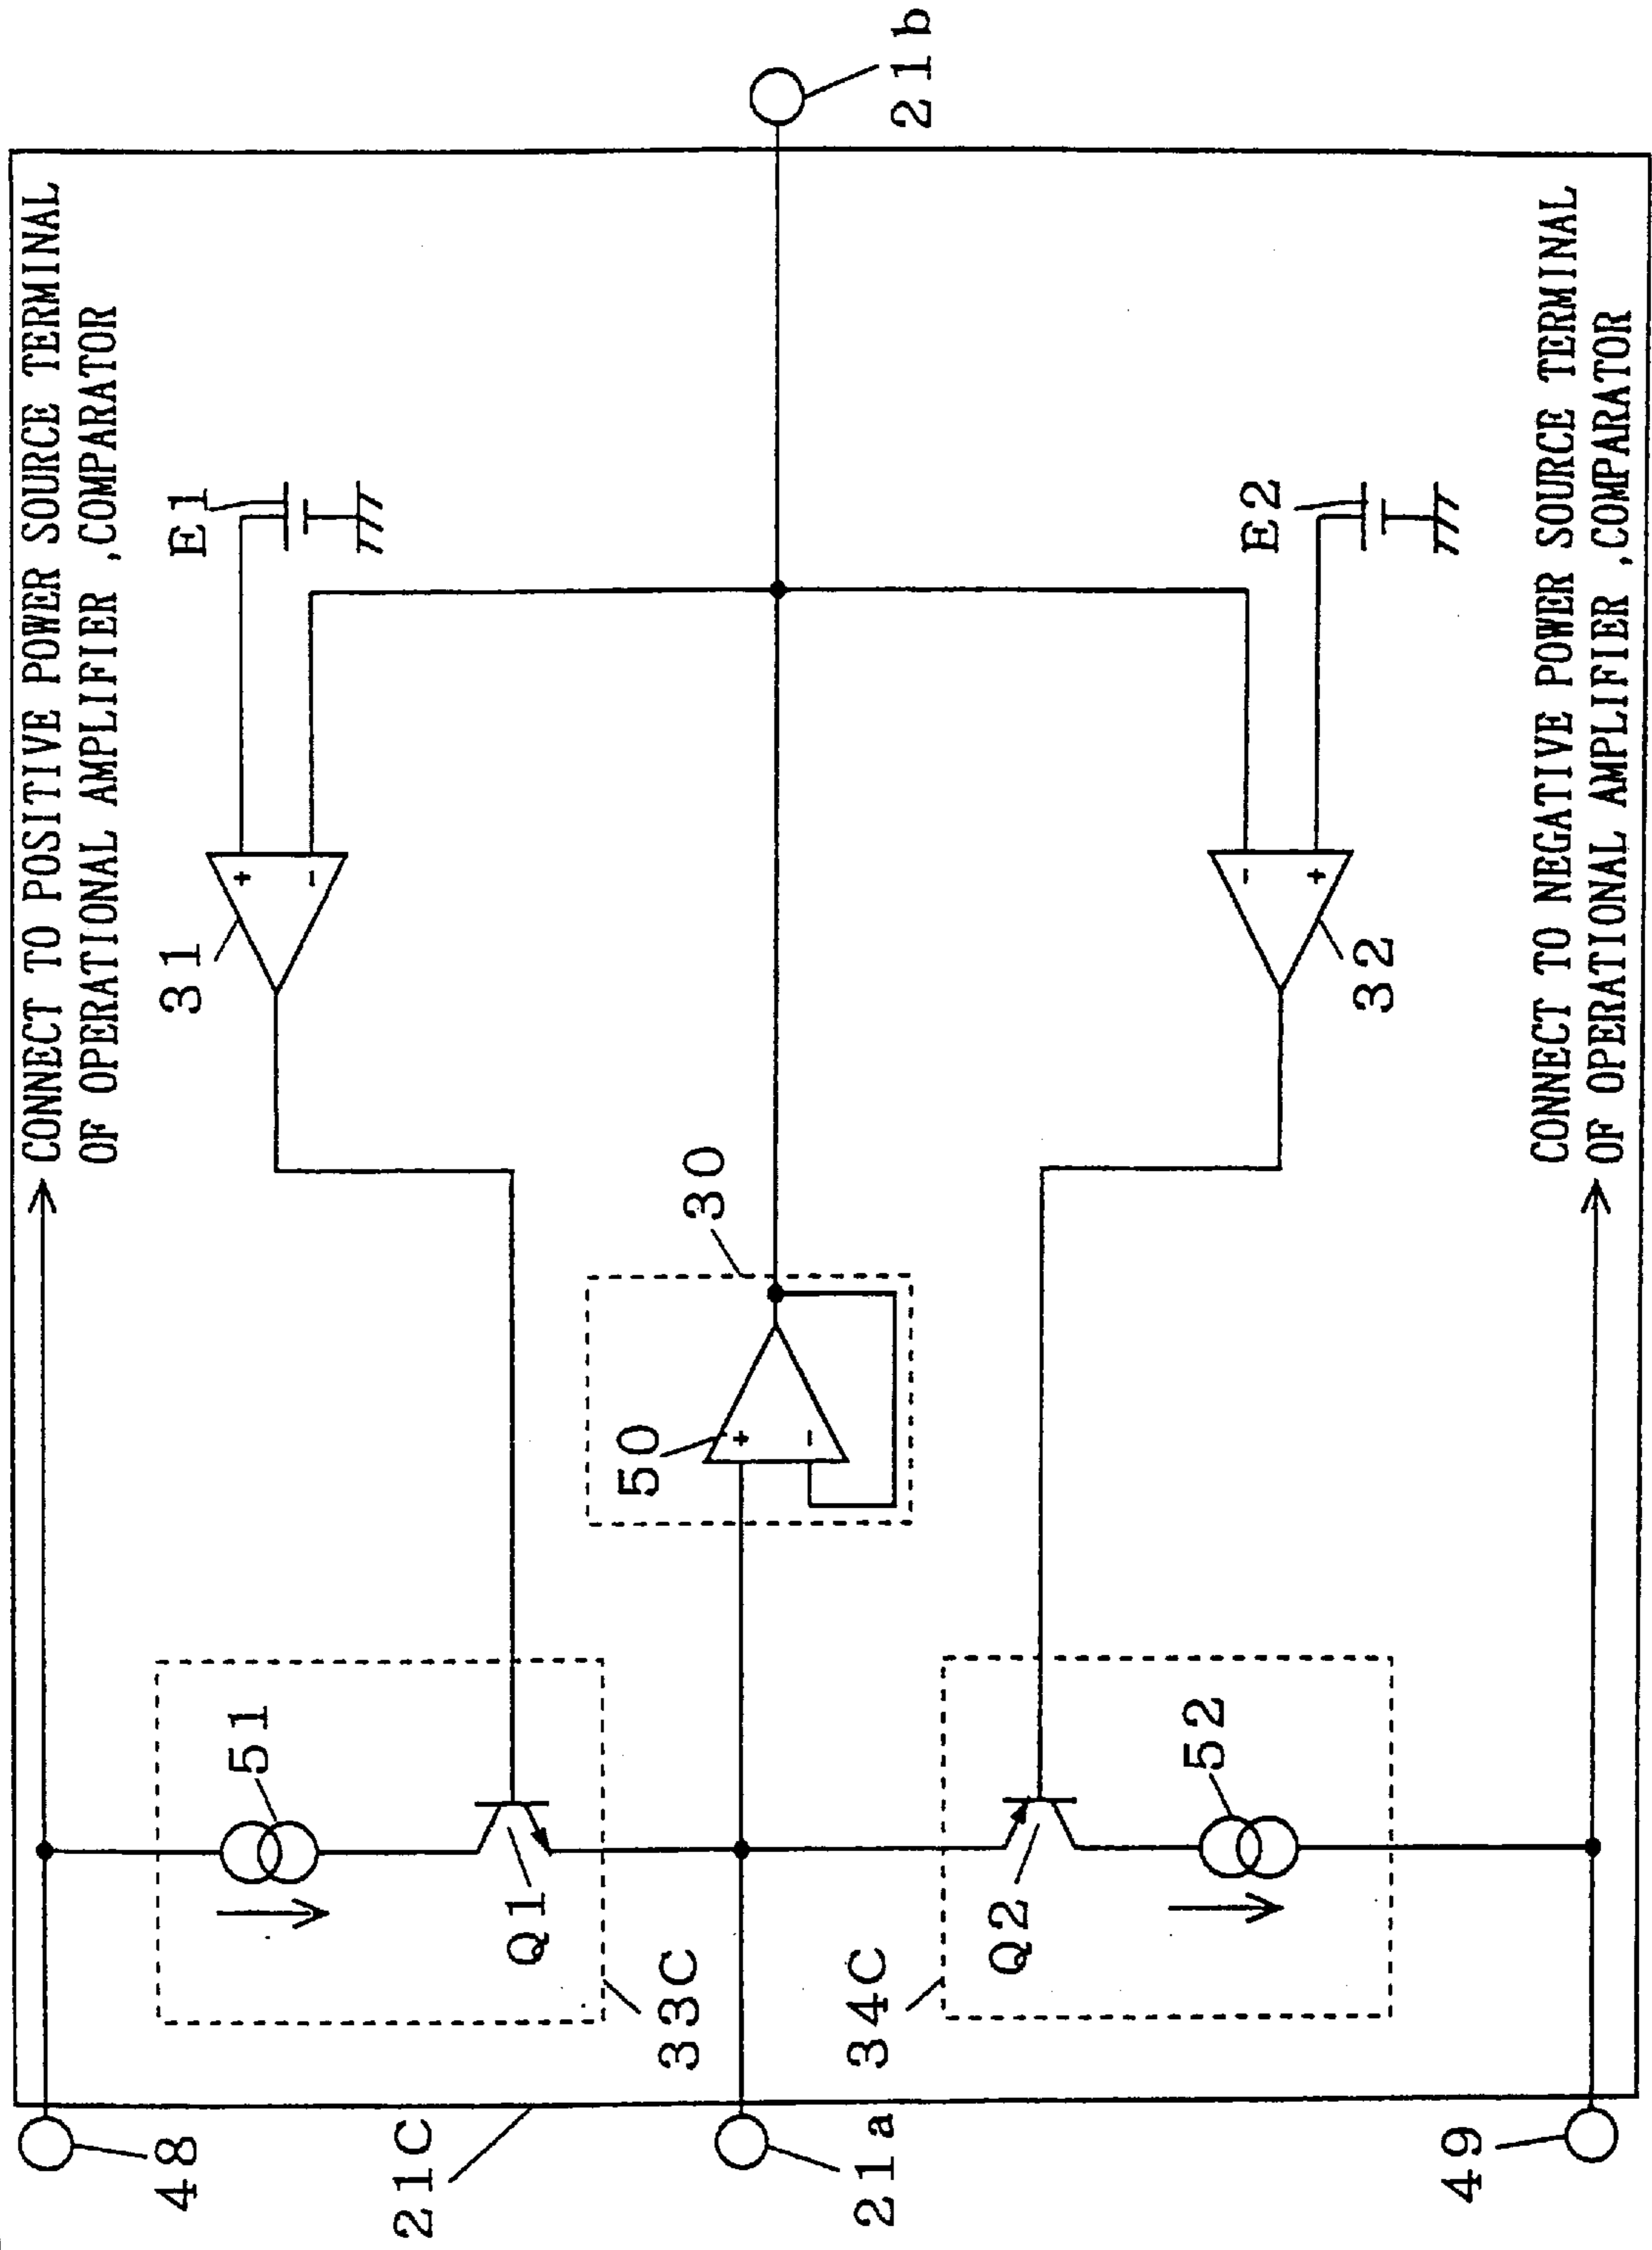 48
CONNECT TO POSITIVE POWER SOURCE TERMINAL
OF OPERATIONAL AMPLIFIER ,COMPARATOR
21C
51
Q1
33C
31
+
-
E1
21a
50
+
-
30
21b
34C
Q2
52
32
-
+
E2
49
CONNECT TO NEGATIVE POWER SOURCE TERMINAL
OF OPERATIONAL AMPLIFIER ,COMPARATOR